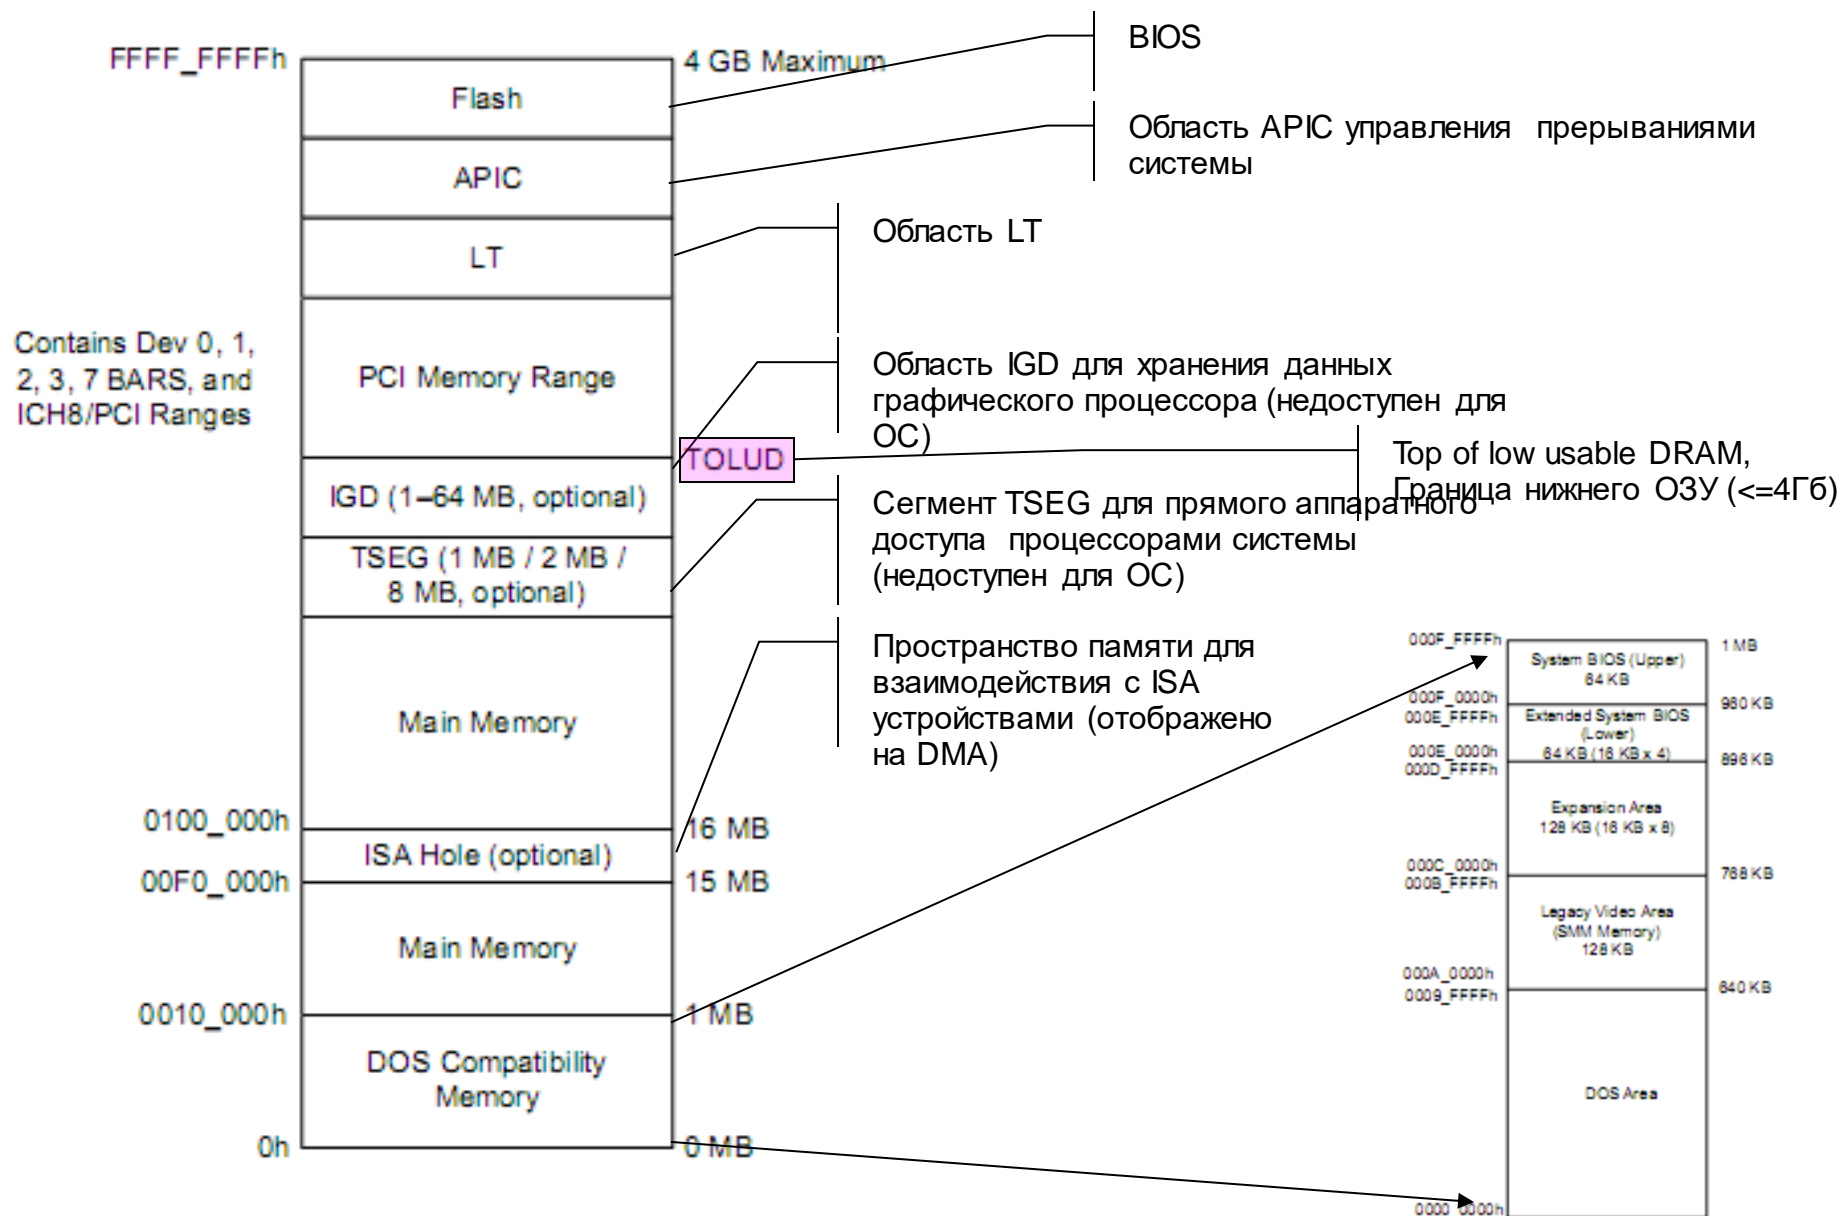 FFFF_FFFFh
4 GB Maximum
Flash
APIC
LT
PCI Memory Range
Contains Dev 0, 1,
2, 3, 7 BARS, and
ICH8/PCI Ranges
TOLUD
IGD (1–64 MB, optional)
TSEG (1 MB / 2 MB /
8 MB, optional)
Main Memory
0100_000h
16 MB
ISA Hole (optional)
00F0_000h
15 MB
Main Memory
0010_000h
1 MB
DOS Compatibility
Memory
0h
0 MB
BIOS
Область APIC управления прерываниями
системы
Область LT
Область IGD для хранения данных
графического процессора (недоступен для
ОС)
Top of low usable DRAM,
Граница нижнего ОЗУ (<=4Гб)
Сегмент TSEG для прямого аппаратного
доступа процессорами системы
(недоступен для ОС)
Пространство памяти для
взаимодействия с ISA
устройствами (отображено
на DMA)
000F_FFFFh
1 MB
System BIOS (Upper)
64 KB
000F_0000h
960 KB
000E_FFFFh
Extended System BIOS
(Lower)
64 KB (16 KB x 4)
000E_0000h
896 KB
000D_FFFFh
Expansion Area
128 KB (16 KB x 8)
000C_0000h
768 KB
000B_FFFFh
Legacy Video Area
(SMM Memory)
128 KB
000A_0000h
640 KB
0009_FFFFh
DOS Area
0000_0000h